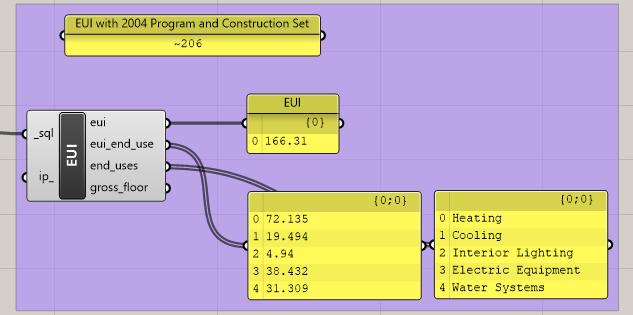 EUI with 2004 Program and Construction Set
~206
EUI
{0}
0 166.31
_sql
ip_
EUI
eui
eui_end_use
end_uses
gross_floor
{0;0}
0 72.135
1 19.494
2 4.94
3 38.432
4 31.309
{0;0}
0 Heating
1 Cooling
2 Interior Lighting
3 Electric Equipment
4 Water Systems